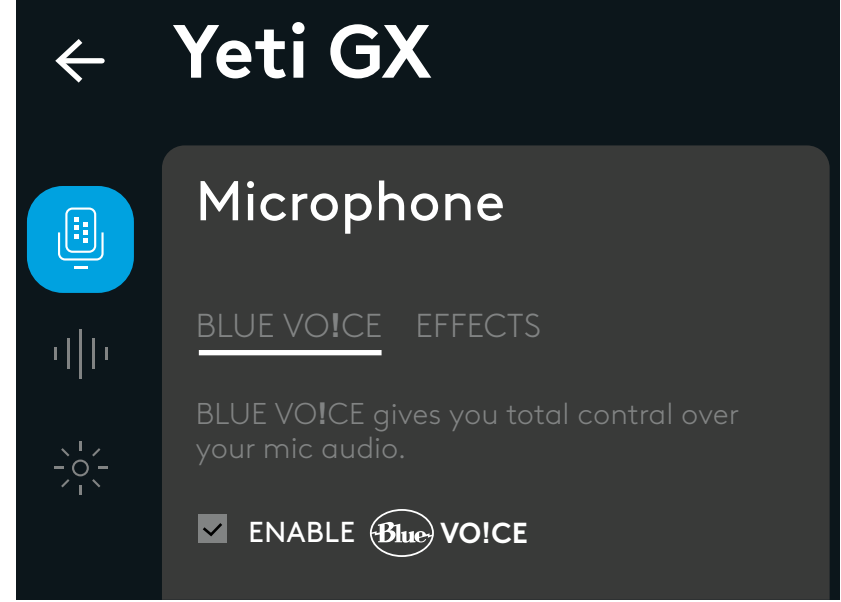 Yeti GX
Microphone
BLUE VO!CE EFFECTS
BLUE VO!CE gives you total contral over
your mic audio.
ENABLE Blue VO!CE